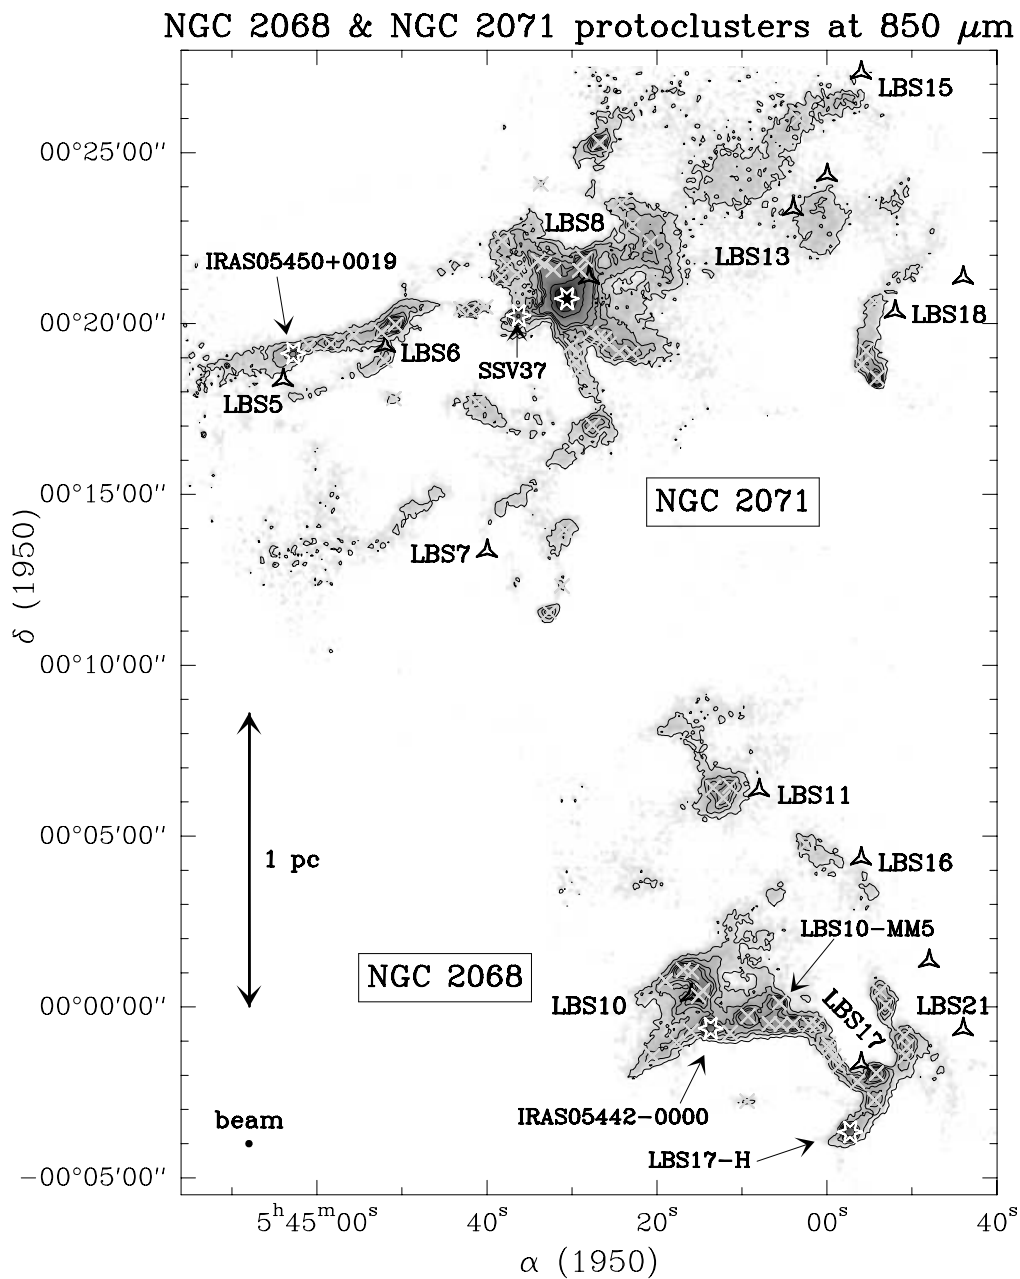 NGC 2068 & NGC 2071 protoclusters at 850 μm
LBS15
00°25′00″
LBS8
LBS13
IRAS05450+0019
00°20′00″
LBS18
LBS6
SSV37
LBS5
00°15′00″
NGC 2071
LBS7
δ (1950)
00°10′00″
LBS11
00°05′00″
1 pc
LBS16
LBS10-MM5
NGC 2068
LBS10
00°00′00″
LBS17
LBS21
IRAS05442-0000
beam
LBS17-H
-00°05′00″
5ʰ45ᵐ00ˢ
40ˢ
20ˢ
00ˢ
40ˢ
α (1950)